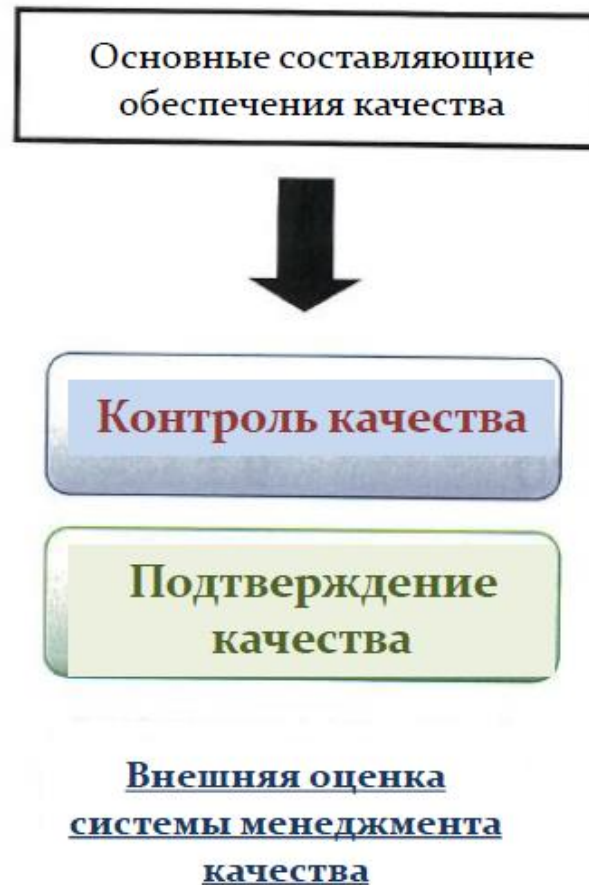 Основные составляющие
обеспечения качества
Контроль качества
Подтверждение
качества
Внешняя оценка
системы менеджмента
качества